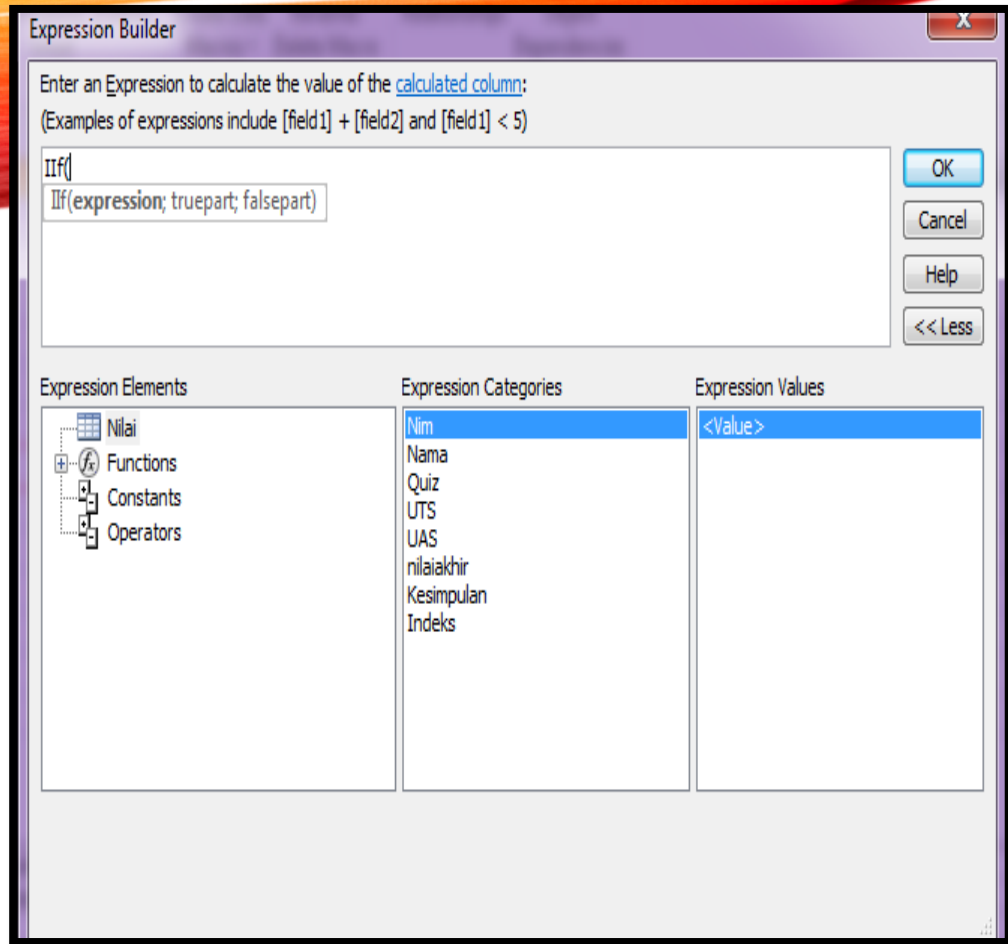 Expression Builder
X
Enter an Expression to calculate the value of the calculated column:
(Examples of expressions include [field1] + [field2] and [field1] < 5)
IIf(
IIf(expression; truepart; falsepart)
OK
Cancel
Help
<< Less
Expression Elements
Nilai
Functions
Constants
Operators
Expression Categories
Nim
Nama
Quiz
UTS
UAS
nilaiakhir
Kesimpulan
Indeks
Expression Values
<Value>